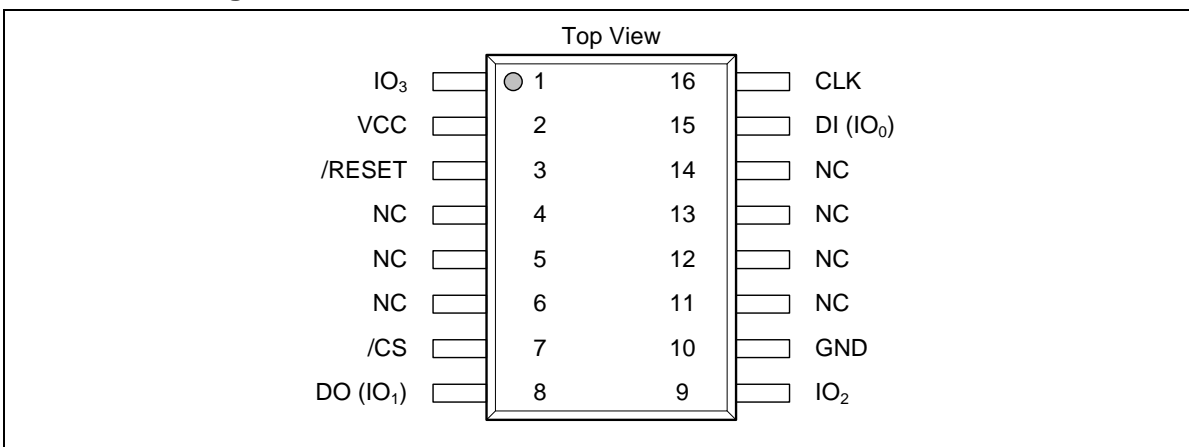 Top View
IO₃ 1 16 CLK
VCC 2 15 DI (IO₀)
/RESET 3 14 NC
NC 4 13 NC
NC 5 12 NC
NC 6 11 NC
/CS 7 10 GND
DO (IO₁) 8 9 IO₂